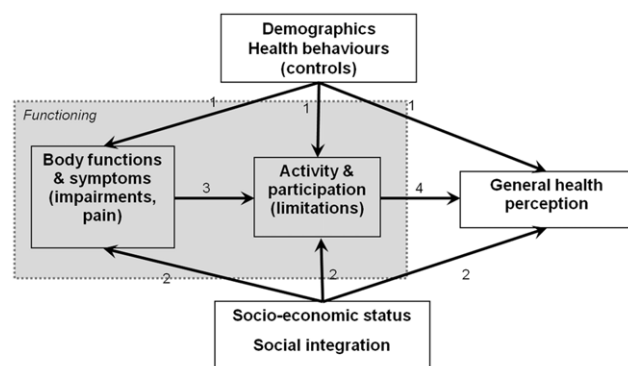 Demographics
Health behaviours
(controls)
Functioning
1
1
1
Body functions
& symptoms
(impairments,
pain)
3
Activity &
participation
(limitations)
4
General health
perception
2
2
2
Socio-economic status
Social integration